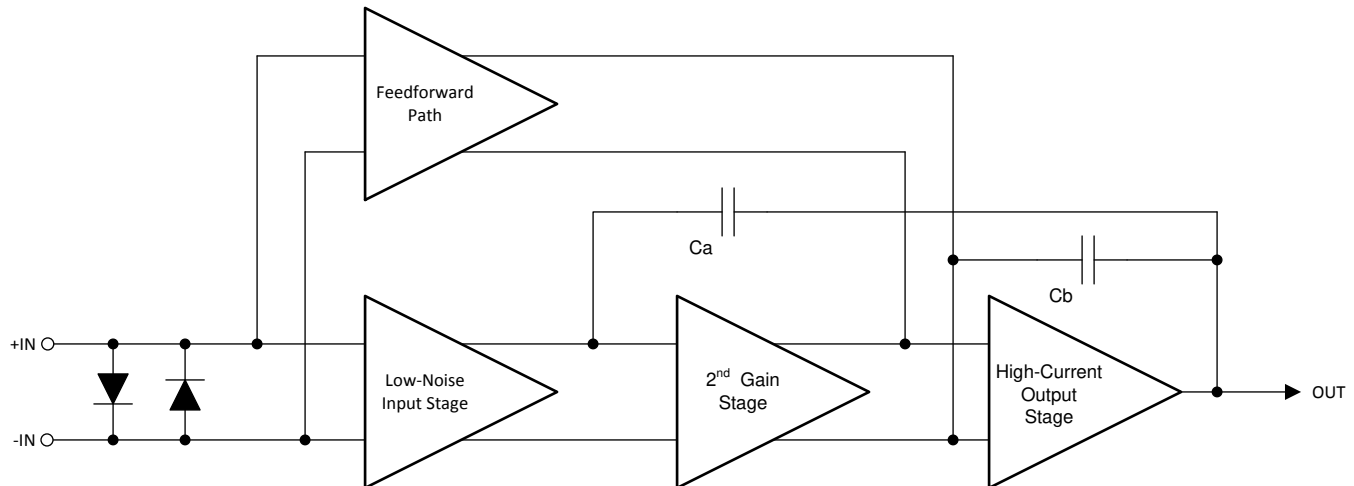 Feedforward
Path
Ca
Cb
+IN
Low-Noise
Input Stage
2nd Gain
Stage
High-Current
Output
Stage
OUT
-IN